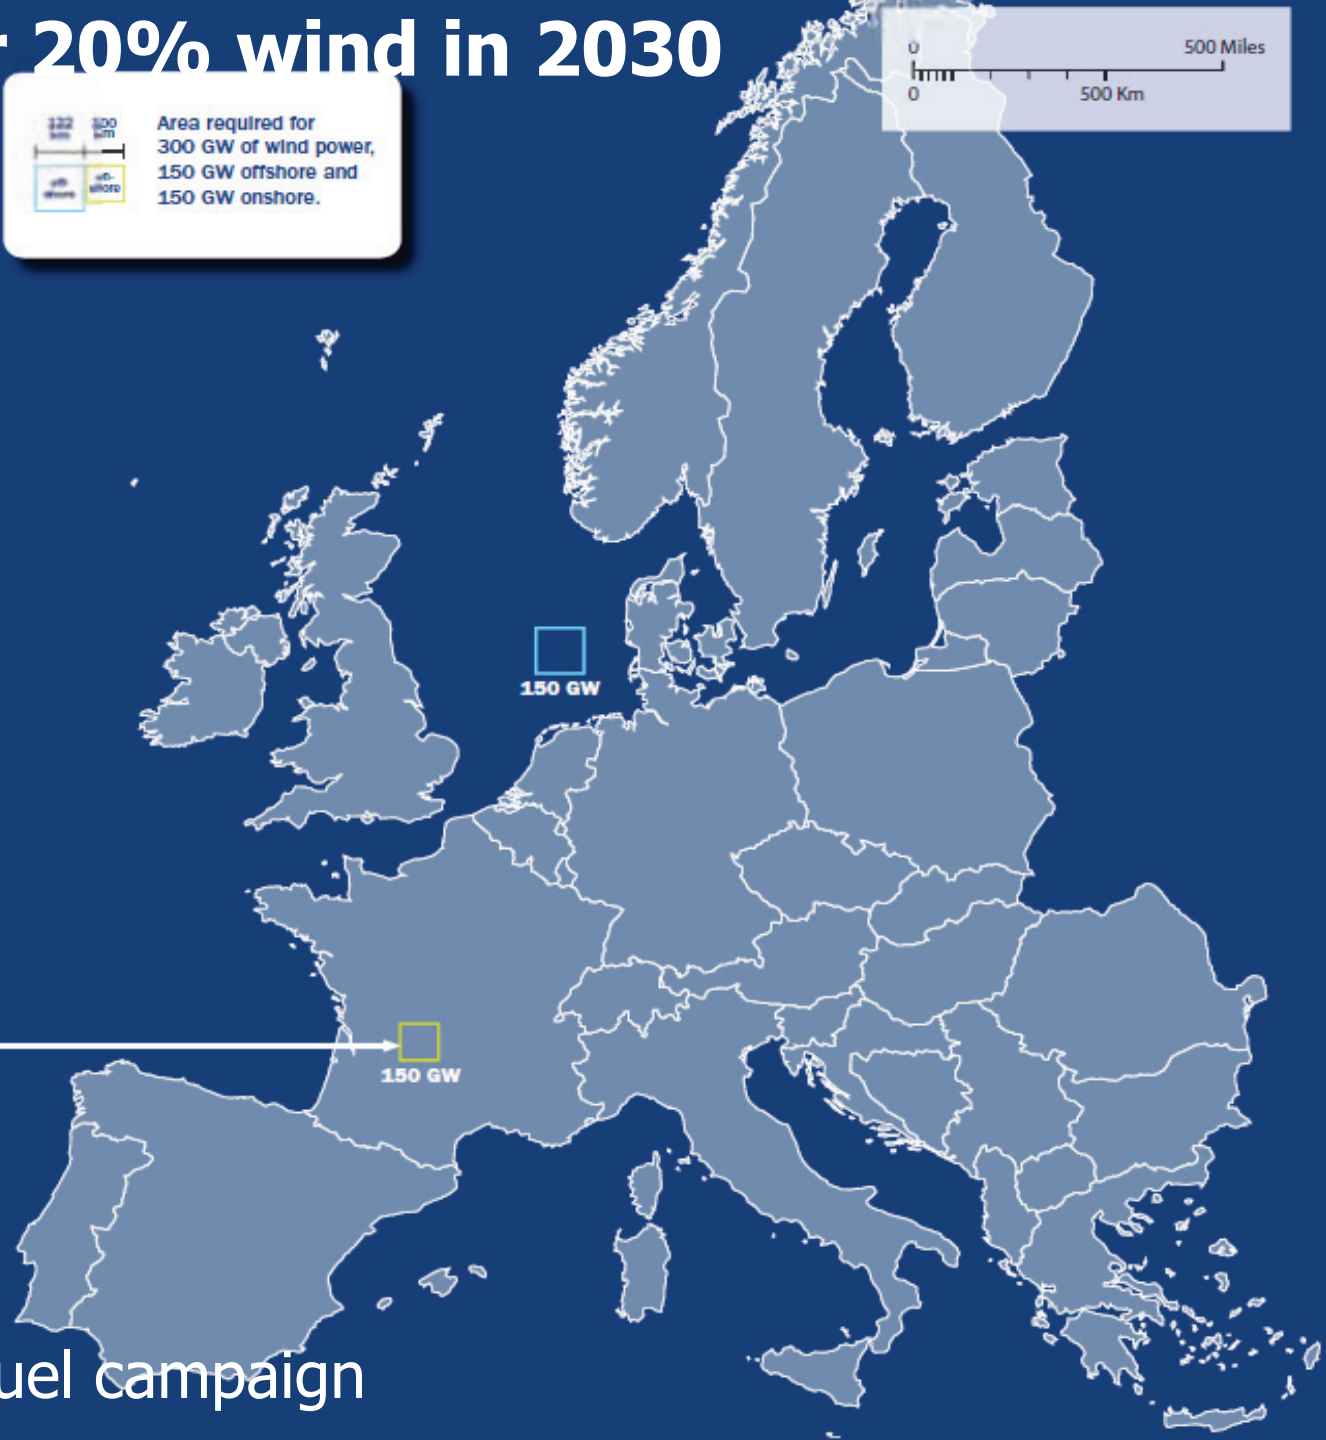 r 20% wind in 2030
0 500 Miles
0 500 Km
100
Area required for
300 GW of wind power,
150 GW offshore and
150 GW onshore.
150 GW
150 GW
uel campaign